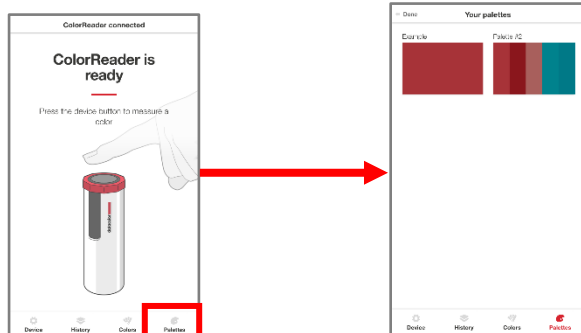 ColorReader connected
ColorReader is
ready
Press the device button to measure a
color
datacolor
Device History Colors Palettes
Done Your palettes
Example Palette #2
Device History Colors Palettes